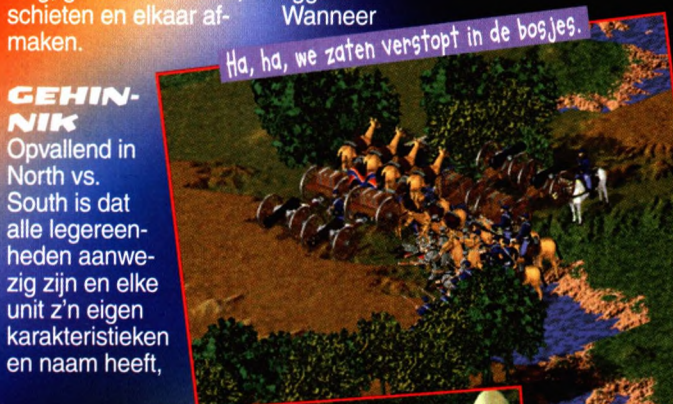 schieten en elkaar af-
maken.
GEHIN-
NIK
Opvallend in
North vs.
South is dat
alle legereen-
heden aanwe-
zig zijn en elke
unit z'n eigen
karakteristieken
en naam heeft,
Wanneer
Ha, ha, we zaten verstopt in de bosjes.